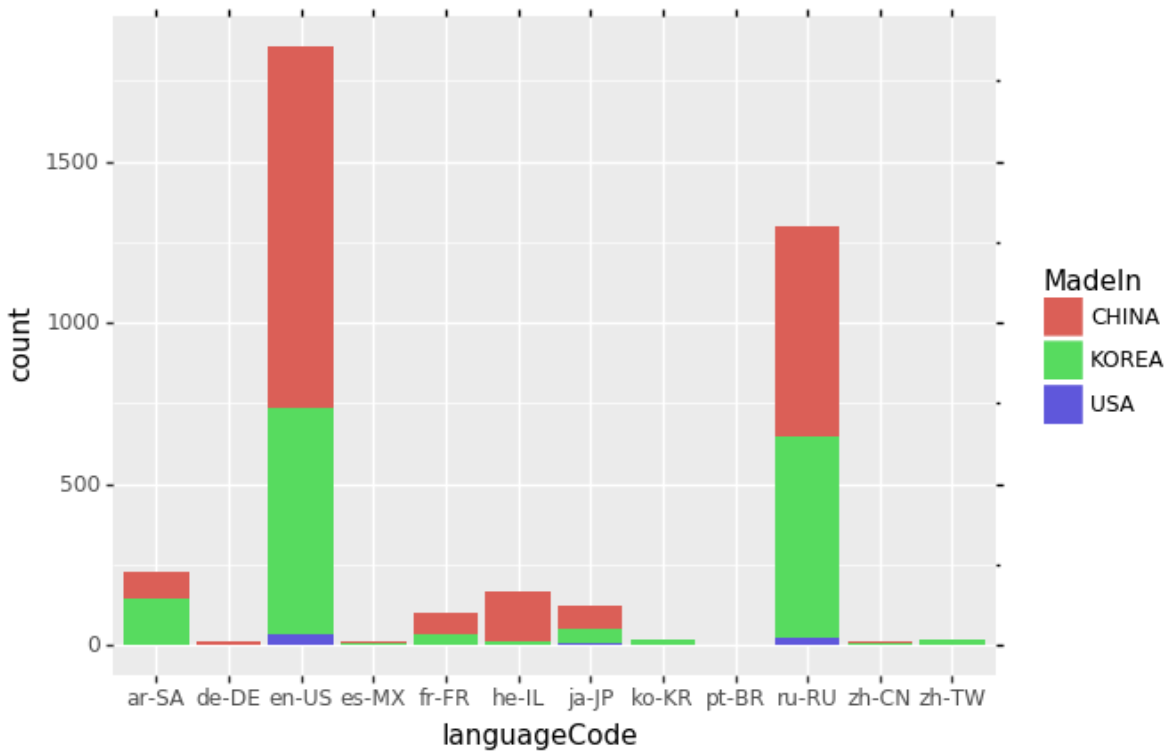 1500
1000
500
0
count
ar-SA de-DE en-US es-MX fr-FR he-IL ja-JP ko-KR pt-BR ru-RU zh-CN zh-TW
languageCode
MadeIn
CHINA
KOREA
USA